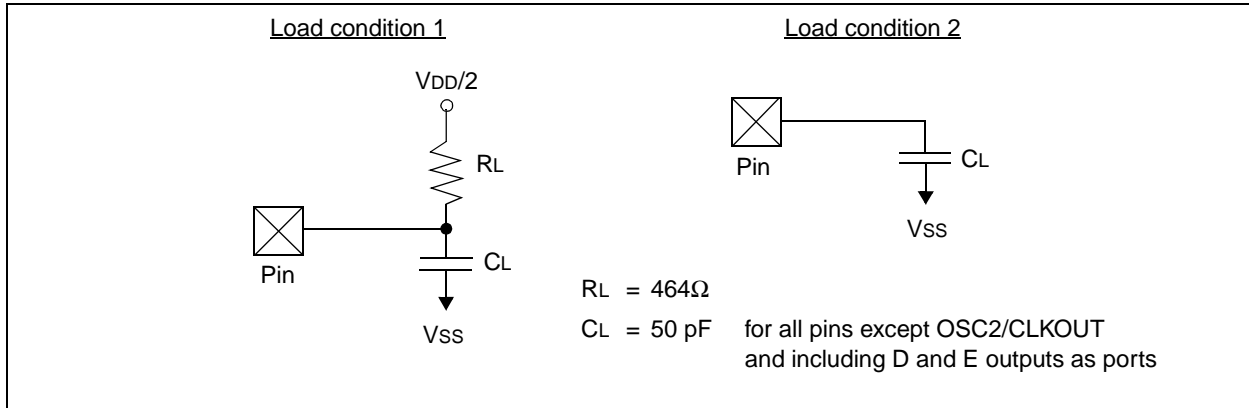 Load condition 1
VDD/2
RL
Pin
CL
VSS
Load condition 2
Pin
CL
VSS
RL = 464Ω
CL = 50 pF for all pins except OSC2/CLKOUT
and including D and E outputs as ports